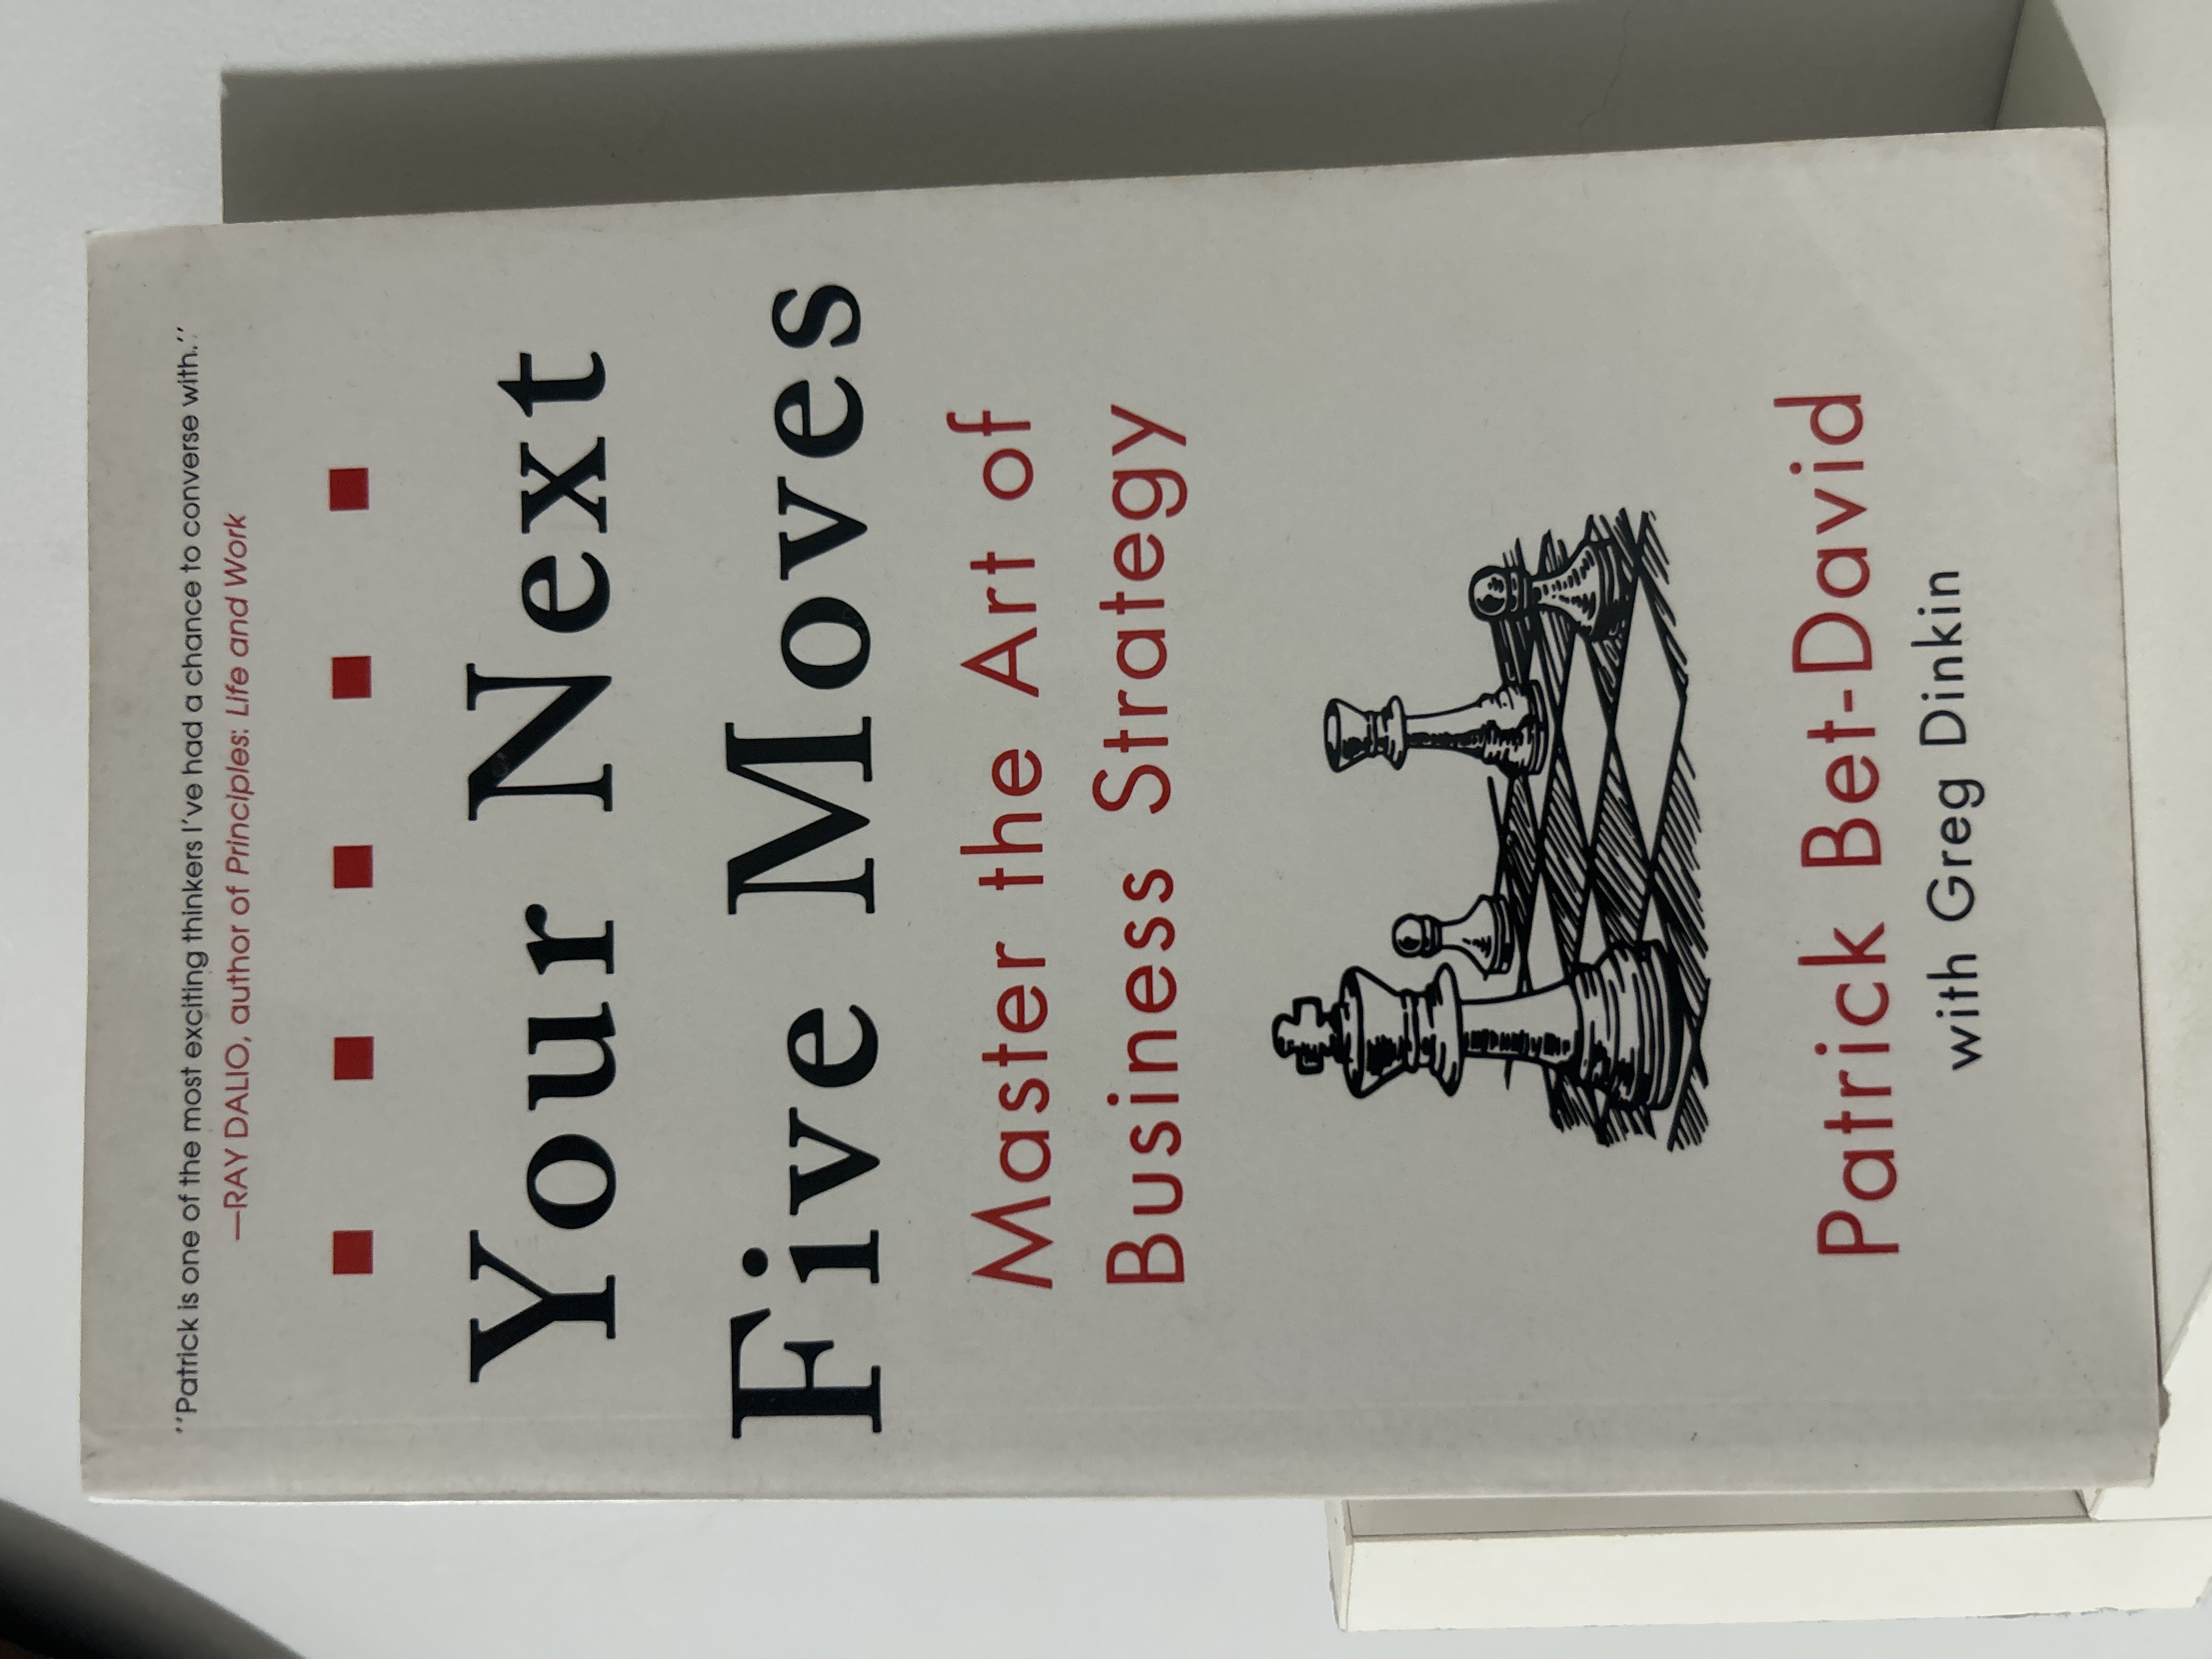 "Patrick is one of the most exciting thinkers I've had a chance to converse with."
—RAY DALIO, author of Principles: Life and Work
Your Next
Five Moves
Master the Art of
Business Strategy
Patrick Bet-David
with Greg Dinkin